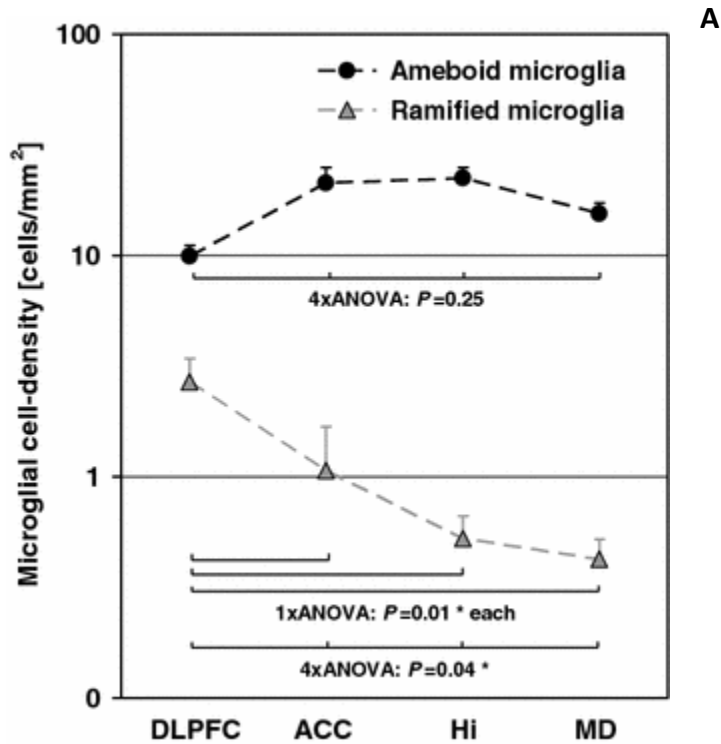 A
100
Ameboid microglia
Ramified microglia
10
4xANOVA: P=0.25
Microglial cell-density [cells/mm²]
1
1xANOVA: P=0.01 * each
4xANOVA: P=0.04 *
0
DLPFC ACC Hi MD